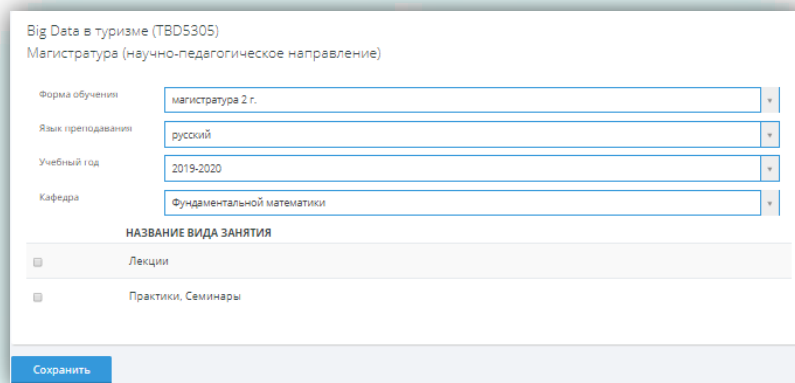 Big Data в туризме (TBD5305)
Магистратура (научно-педагогическое направление)
Форма обучения магистратура 2 г.
Язык преподавания русский
Учебный год 2019-2020
Кафедра Фундаментальной математики
НАЗВАНИЕ ВИДА ЗАНЯТИЯ
Лекции
Практики, Семинары
Сохранить